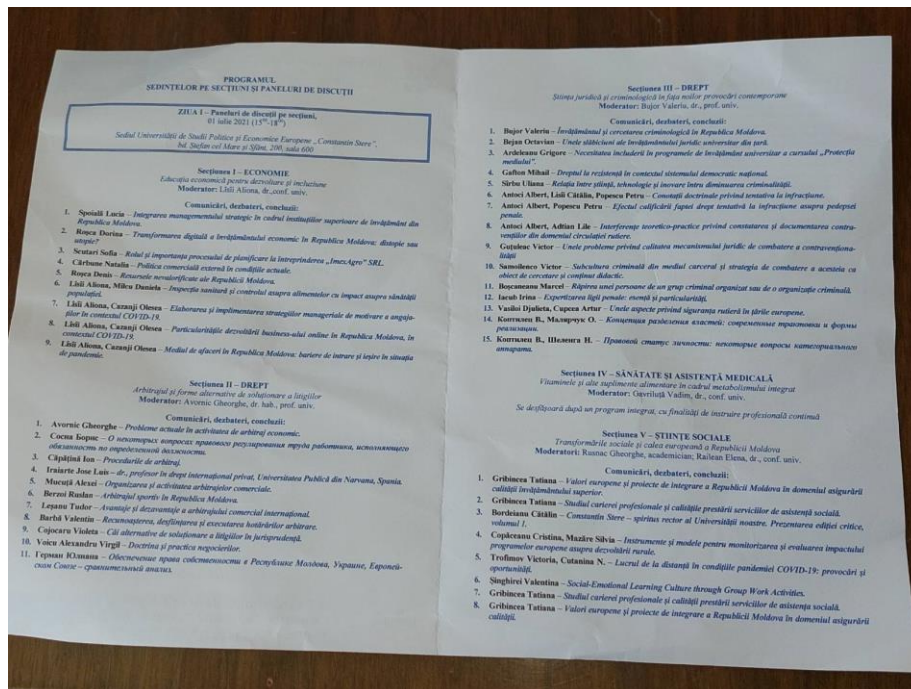 PROGRAMUL
ȘEDINȚELOR PE SECȚIUNI ȘI PANELURI DE DISCUȚII
ZIUA I – Paneluri de discuții pe secțiuni,
01 iulie 2021 (15⁰⁰-18⁰⁰)
Sediul Universității de Studii Politice și Economice Europene „Constantin Stere”,
bd. Ștefan cel Mare și Sfânt, 200, sala 600
Secțiunea I – ECONOMIE
Educația economică pentru dezvoltare și incluziune
Moderator: Lîsîi Aliona, dr.,conf. univ.
Comunicări, dezbateri, concluzii:
1. Spoială Lucia – Integrarea managementului strategic în cadrul instituțiilor superioare de învățământ din
Republica Moldova.
2. Roșca Dorina – Transformarea digitală a învățământului economic în Republica Moldova: distopie sau
utopie?
3. Scutari Sofia – Rolul și importanța procesului de planificare la întreprinderea „ImexAgro” SRL.
4. Cărbune Natalia – Politica comercială externă în condițiile actuale.
5. Roșca Denis – Resursele nevalorificate ale Republicii Moldova.
6. Lîsîi Aliona, Milcu Daniela – Inspecția sanitară și controlul asupra alimentelor cu impact asupra sănătății
populației.
7. Lîsîi Aliona, Cazanji Olesea – Elaborarea și implimentarea strategiilor manageriale de motivare a angaja-
ților în contextul COVID-19.
8. Lîsîi Aliona, Cazanji Olesea – Particularitățile dezvoltării business-ului online în Republica Moldova, în
contextul COVID-19.
9. Lîsîi Aliona, Cazanji Olesea – Mediul de afaceri în Republica Moldova: bariere de intrare și ieșire în situația
de pandemie.
Secțiunea II – DREPT
Arbitrajul și forme alternative de soluționare a litigiilor
Moderator: Avornic Gheorghe, dr. hab., prof. univ.
Comunicări, dezbateri, concluzii:
1. Avornic Gheorghe – Probleme actuale în activitatea de arbitraj economic.
2. Сосна Борис – О некоторых вопросах правового регулирования труда работника, исполняющего
обязанность по определенной должности.
3. Căpățină Ion – Procedurile de arbitraj.
4. Iraiarte Jose Luis – dr., profesor în drept internațional privat, Universitatea Publică din Narvana, Spania.
5. Mucuță Alexei – Organizarea și activitatea arbitrajelor comerciale.
6. Berzoi Ruslan – Arbitrajul sportiv în Republica Moldova.
7. Leșanu Tudor – Avantaje și dezavantaje a arbitrajului comercial internațional.
8. Barbă Valentin – Recunoașterea, desființarea și executarea hotărârilor arbitrare.
9. Cojocaru Violeta – Căi alternative de soluționare a litigiilor în jurisprudență.
10. Voicu Alexandru Virgil – Doctrina și practica negocierilor.
11. Герман Юлиана – Обеспечение права собственности в Республике Молдова, Украине, Европей-
ском Союзе – сравнительный анализ.
Secțiunea III – DREPT
Știința juridică și criminologică în fața noilor provocări contemporane
Moderator: Bujor Valeriu, dr., prof. univ.
Comunicări, dezbateri, concluzii:
1. Bujor Valeriu – Învățământul și cercetarea criminologică în Republica Moldova.
2. Bejan Octavian – Unele slăbiciuni ale învățământului juridic universitar din țară.
3. Ardeleanu Grigore – Necesitatea includerii în programele de învățământ universitar a cursului „Protecția
mediului”.
4. Gafton Mihail – Dreptul la rezistență în contextul sistemului democratic național.
5. Sîrbu Uliana – Relația între știință, tehnologie și inovare întru diminuarea criminalității.
6. Antoci Albert, Lisîi Cătălin, Popescu Petru – Conotații doctrinale privind tentativa la infracțiune.
7. Antoci Albert, Popescu Petru – Efectul calificării faptei drept tentativă la infracțiune asupra pedepsei
penale.
8. Antoci Albert, Adtian Lile – Interferențe teoretico-practice privind constatarea și documentarea contra-
vențiilor din domeniul circulației rutiere.
9. Guțuleac Victor – Unele probleme privind calitatea mecanismului juridic de combatere a contravenționa-
lității
10. Samoilenco Victor – Subcultura criminală din mediul carceral și strategia de combatere a acesteia ca
obiect de cercetare și conținut didactic.
11. Boșcaneanu Marcel – Răpirea unei persoane de un grup criminal organizat sau de o organizație criminală.
12. Iacub Irina – Expertizarea ligii penale: esență și particularități.
13. Vasiloi Djulieta, Cupcea Artur – Unele aspecte privind siguranța rutieră în țările europene.
14. Коптилец В., Малярчук О. – Концепция разделения властей: современные трактовки и формы
реализации.
15. Коптилец В., Шеленга Н. – Правовой статус личности: некоторые вопросы категориального
аппарата.
Secțiunea IV – SĂNĂTATE ȘI ASISTENȚĂ MEDICALĂ
Vitaminele și alte suplimente alimentare în cadrul metabolismului integrat
Moderator: Gavriluță Vadim, dr., conf. univ.
Se desfășoară după un program integrat, cu finalități de instruire profesională continuă
Secțiunea V – ȘTIINȚE SOCIALE
Transformările sociale și calea europeană a Republicii Moldova
Moderatori: Rusnac Gheorghe, academician; Railean Elena, dr., conf. univ.
Comunicări, dezbateri, concluzii:
1. Gribincea Tatiana – Valori europene și proiecte de integrare a Republicii Moldova în domeniul asigurării
calității învățământului superior.
2. Gribincea Tatiana – Studiul carierei profesionale și calitățile prestării serviciilor de asistența socială.
3. Bordeianu Cătălin – Constantin Stere – spiritus rector al Universității noastre. Prezentarea ediției critice,
volumul 1.
4. Copăceanu Cristina, Mazăre Silvia – Instrumente și modele pentru monitorizarea și evaluarea impactului
programelor europene asupra dezvoltării rurale.
5. Trofimov Victoria, Cutanina N. – Lucrul de la distanță în condițiile pandemiei COVID-19: provocări și
oportunități.
6. Șinghirei Valentina – Social-Emotional Learning Culture through Group Work Activities.
7. Gribincea Tatiana – Studiul carierei profesionale și calității prestării serviciilor de asistența socială.
8. Gribincea Tatiana – Valori europene și proiecte de integrare a Republicii Moldova în domeniul asigurării
calității.